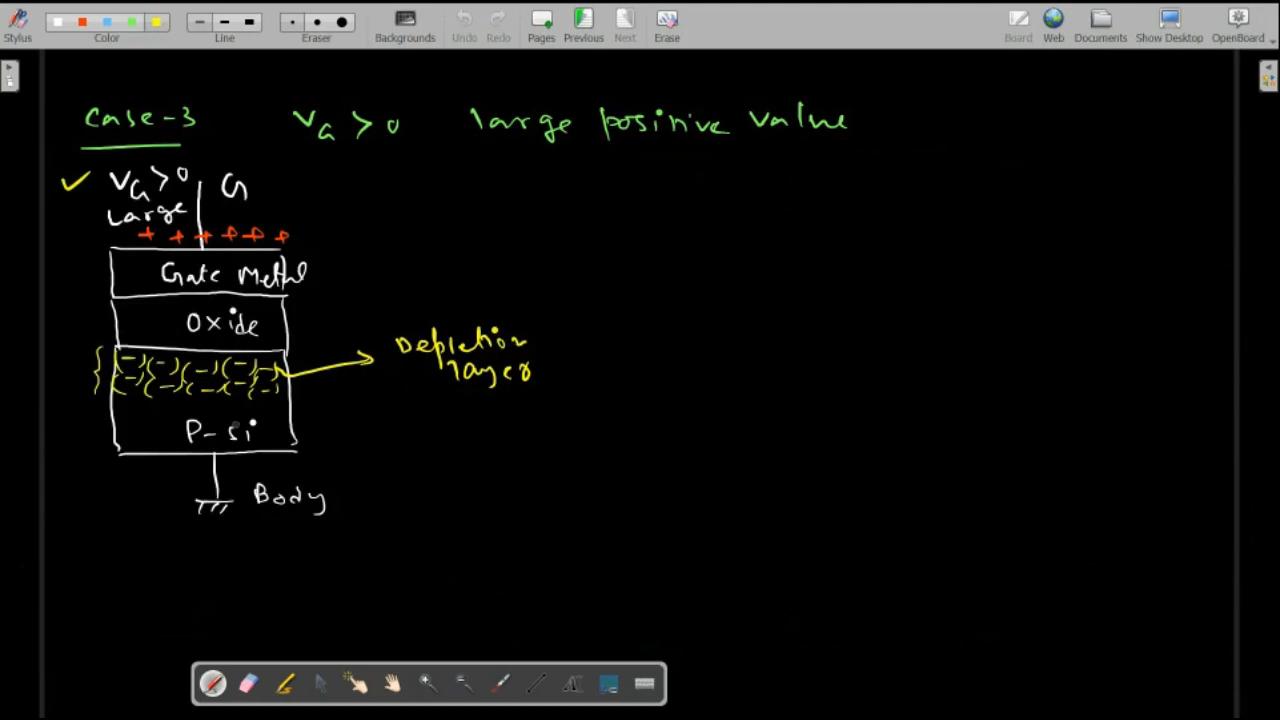 Stylus
Color
Line
Eraser
Backgrounds
Undo
Redo
Pages
Previous
Next
Erase
Board
Web
Documents
Show Desktop
OpenBoard
Case-3 VG > 0 large positive value
VG > 0 G
Large
+ + + + + +
Gate Metal
Oxide
Depletion
layer
(-) (-) (-) (-) -
(-) (-) (-) (-) (-)
P-Si
Body